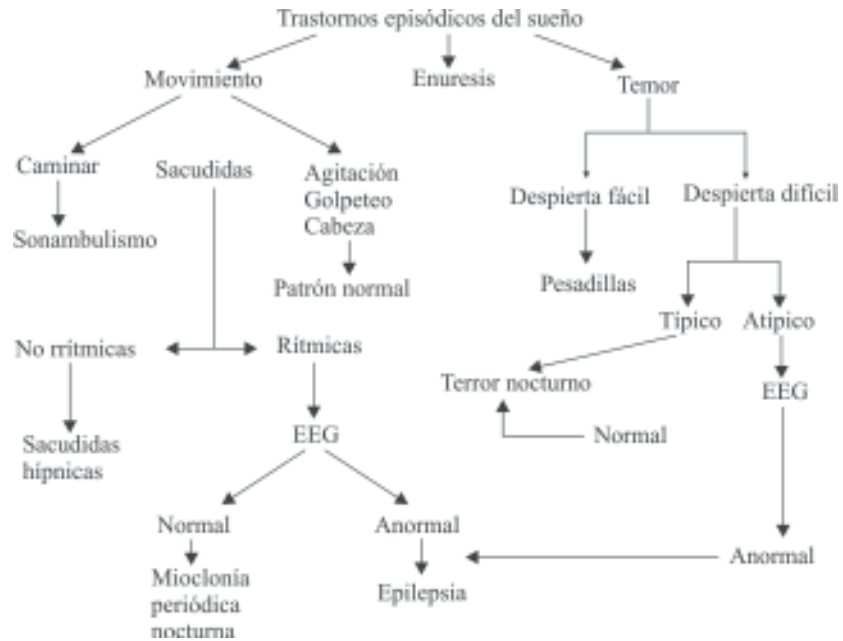 Trastornos episódicos del sueño
Movimiento
Enuresis
Temor
Caminar
Sacudidas
Agitación
Golpeteo
Cabeza
Despierta fácil
Despierta difícil
Sonambulismo
Patrón normal
Pesadillas
Típico
Atípico
No rrítmicas
Rítmicas
Terror nocturno
EEG
Sacudidas
hípnicas
EEG
Normal
Normal
Anormal
Anormal
Mioclonía
periódica
nocturna
Epilepsia